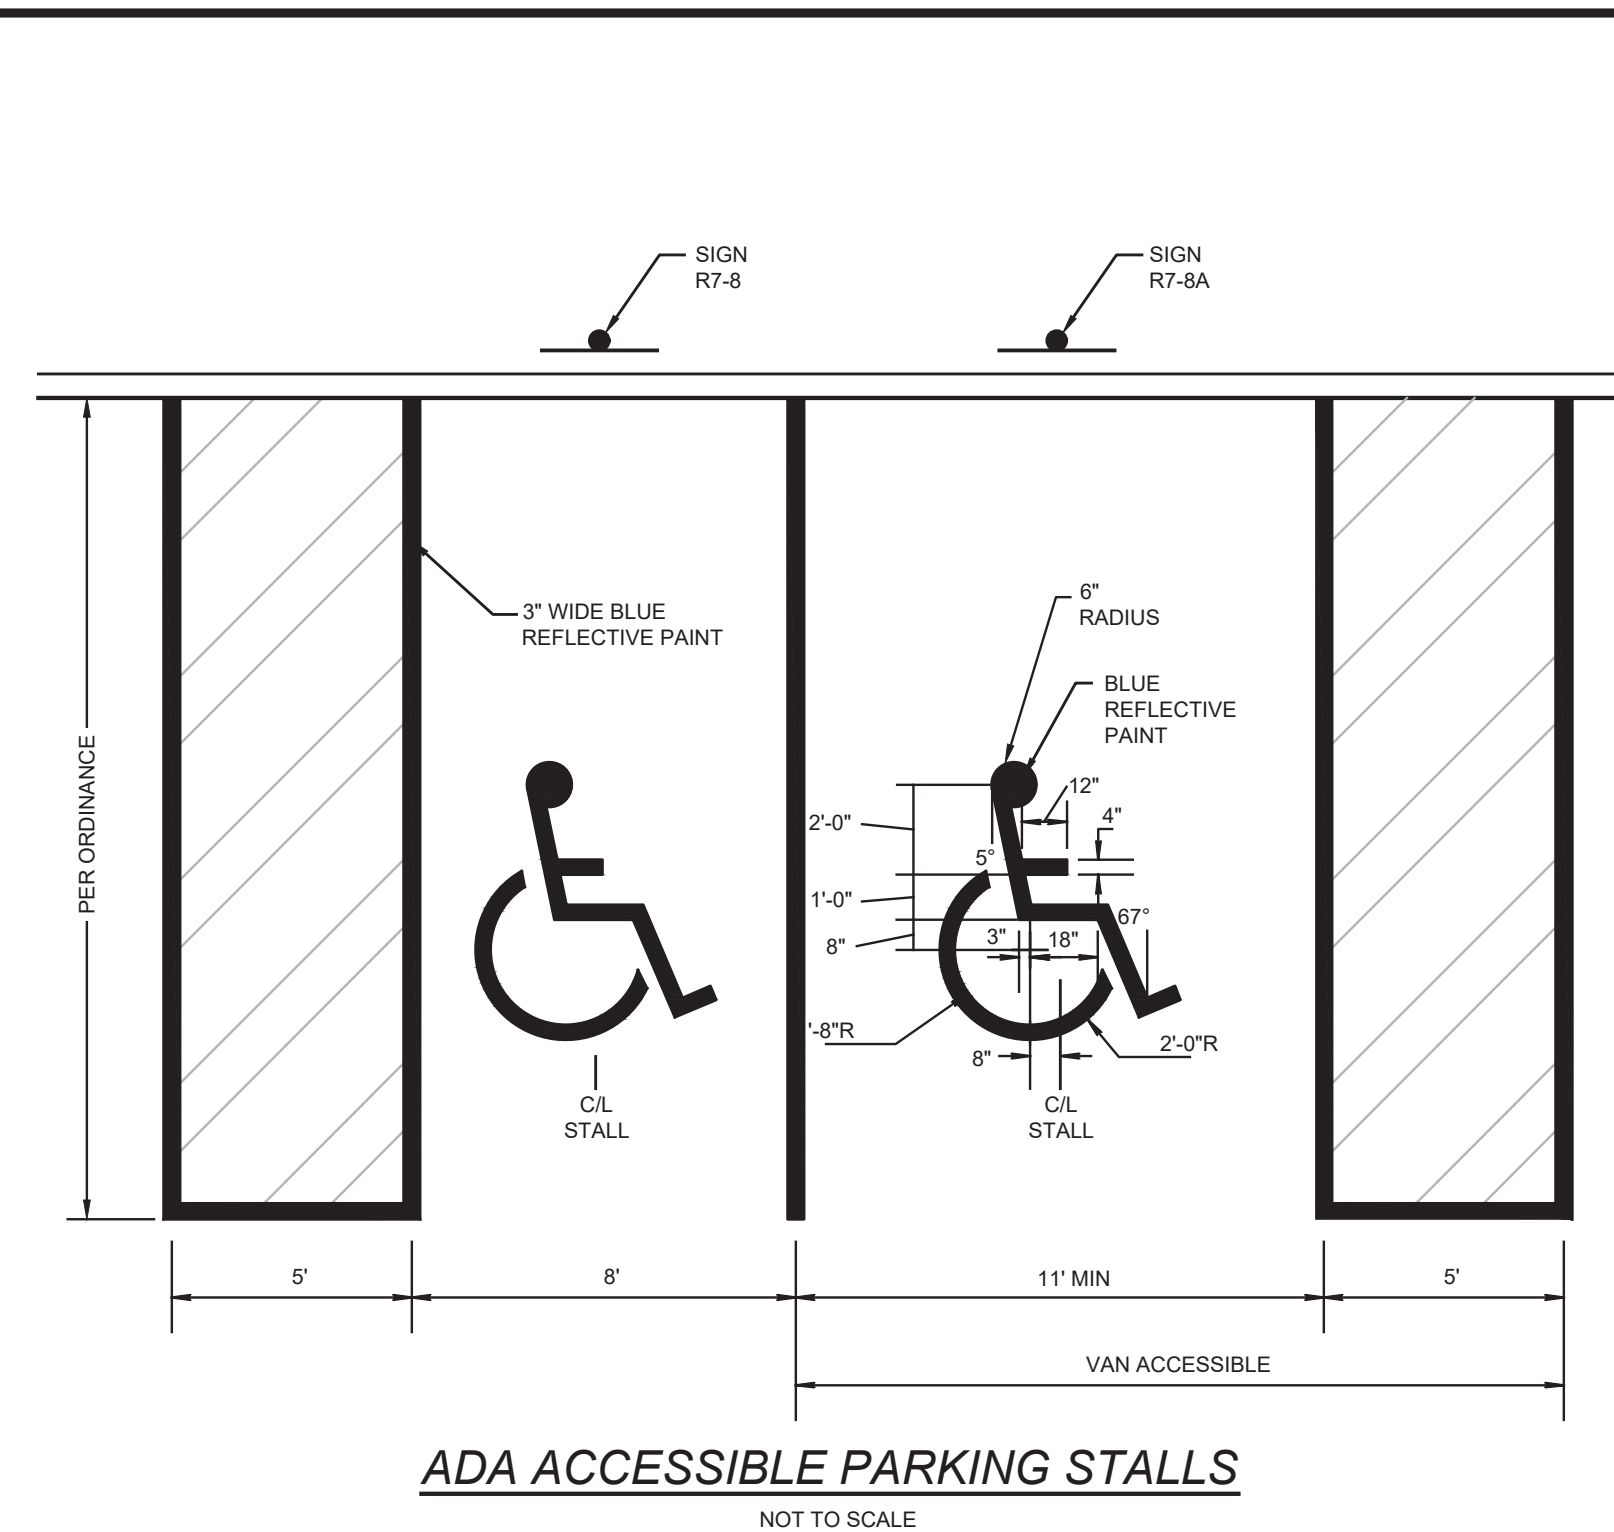 SIGN
R7-8
SIGN
R7-8A
3" WIDE BLUE
REFLECTIVE PAINT
6"
RADIUS
BLUE
REFLECTIVE
PAINT
PER ORDINANCE
12"
2'-0"
4"
5°
1'-0"
67°
8"
3"
18"
'-8"R
2'-0"R
8"
C/L
STALL
C/L
STALL
5'
8'
11' MIN
5'
VAN ACCESSIBLE
ADA ACCESSIBLE PARKING STALLS
NOT TO SCALE